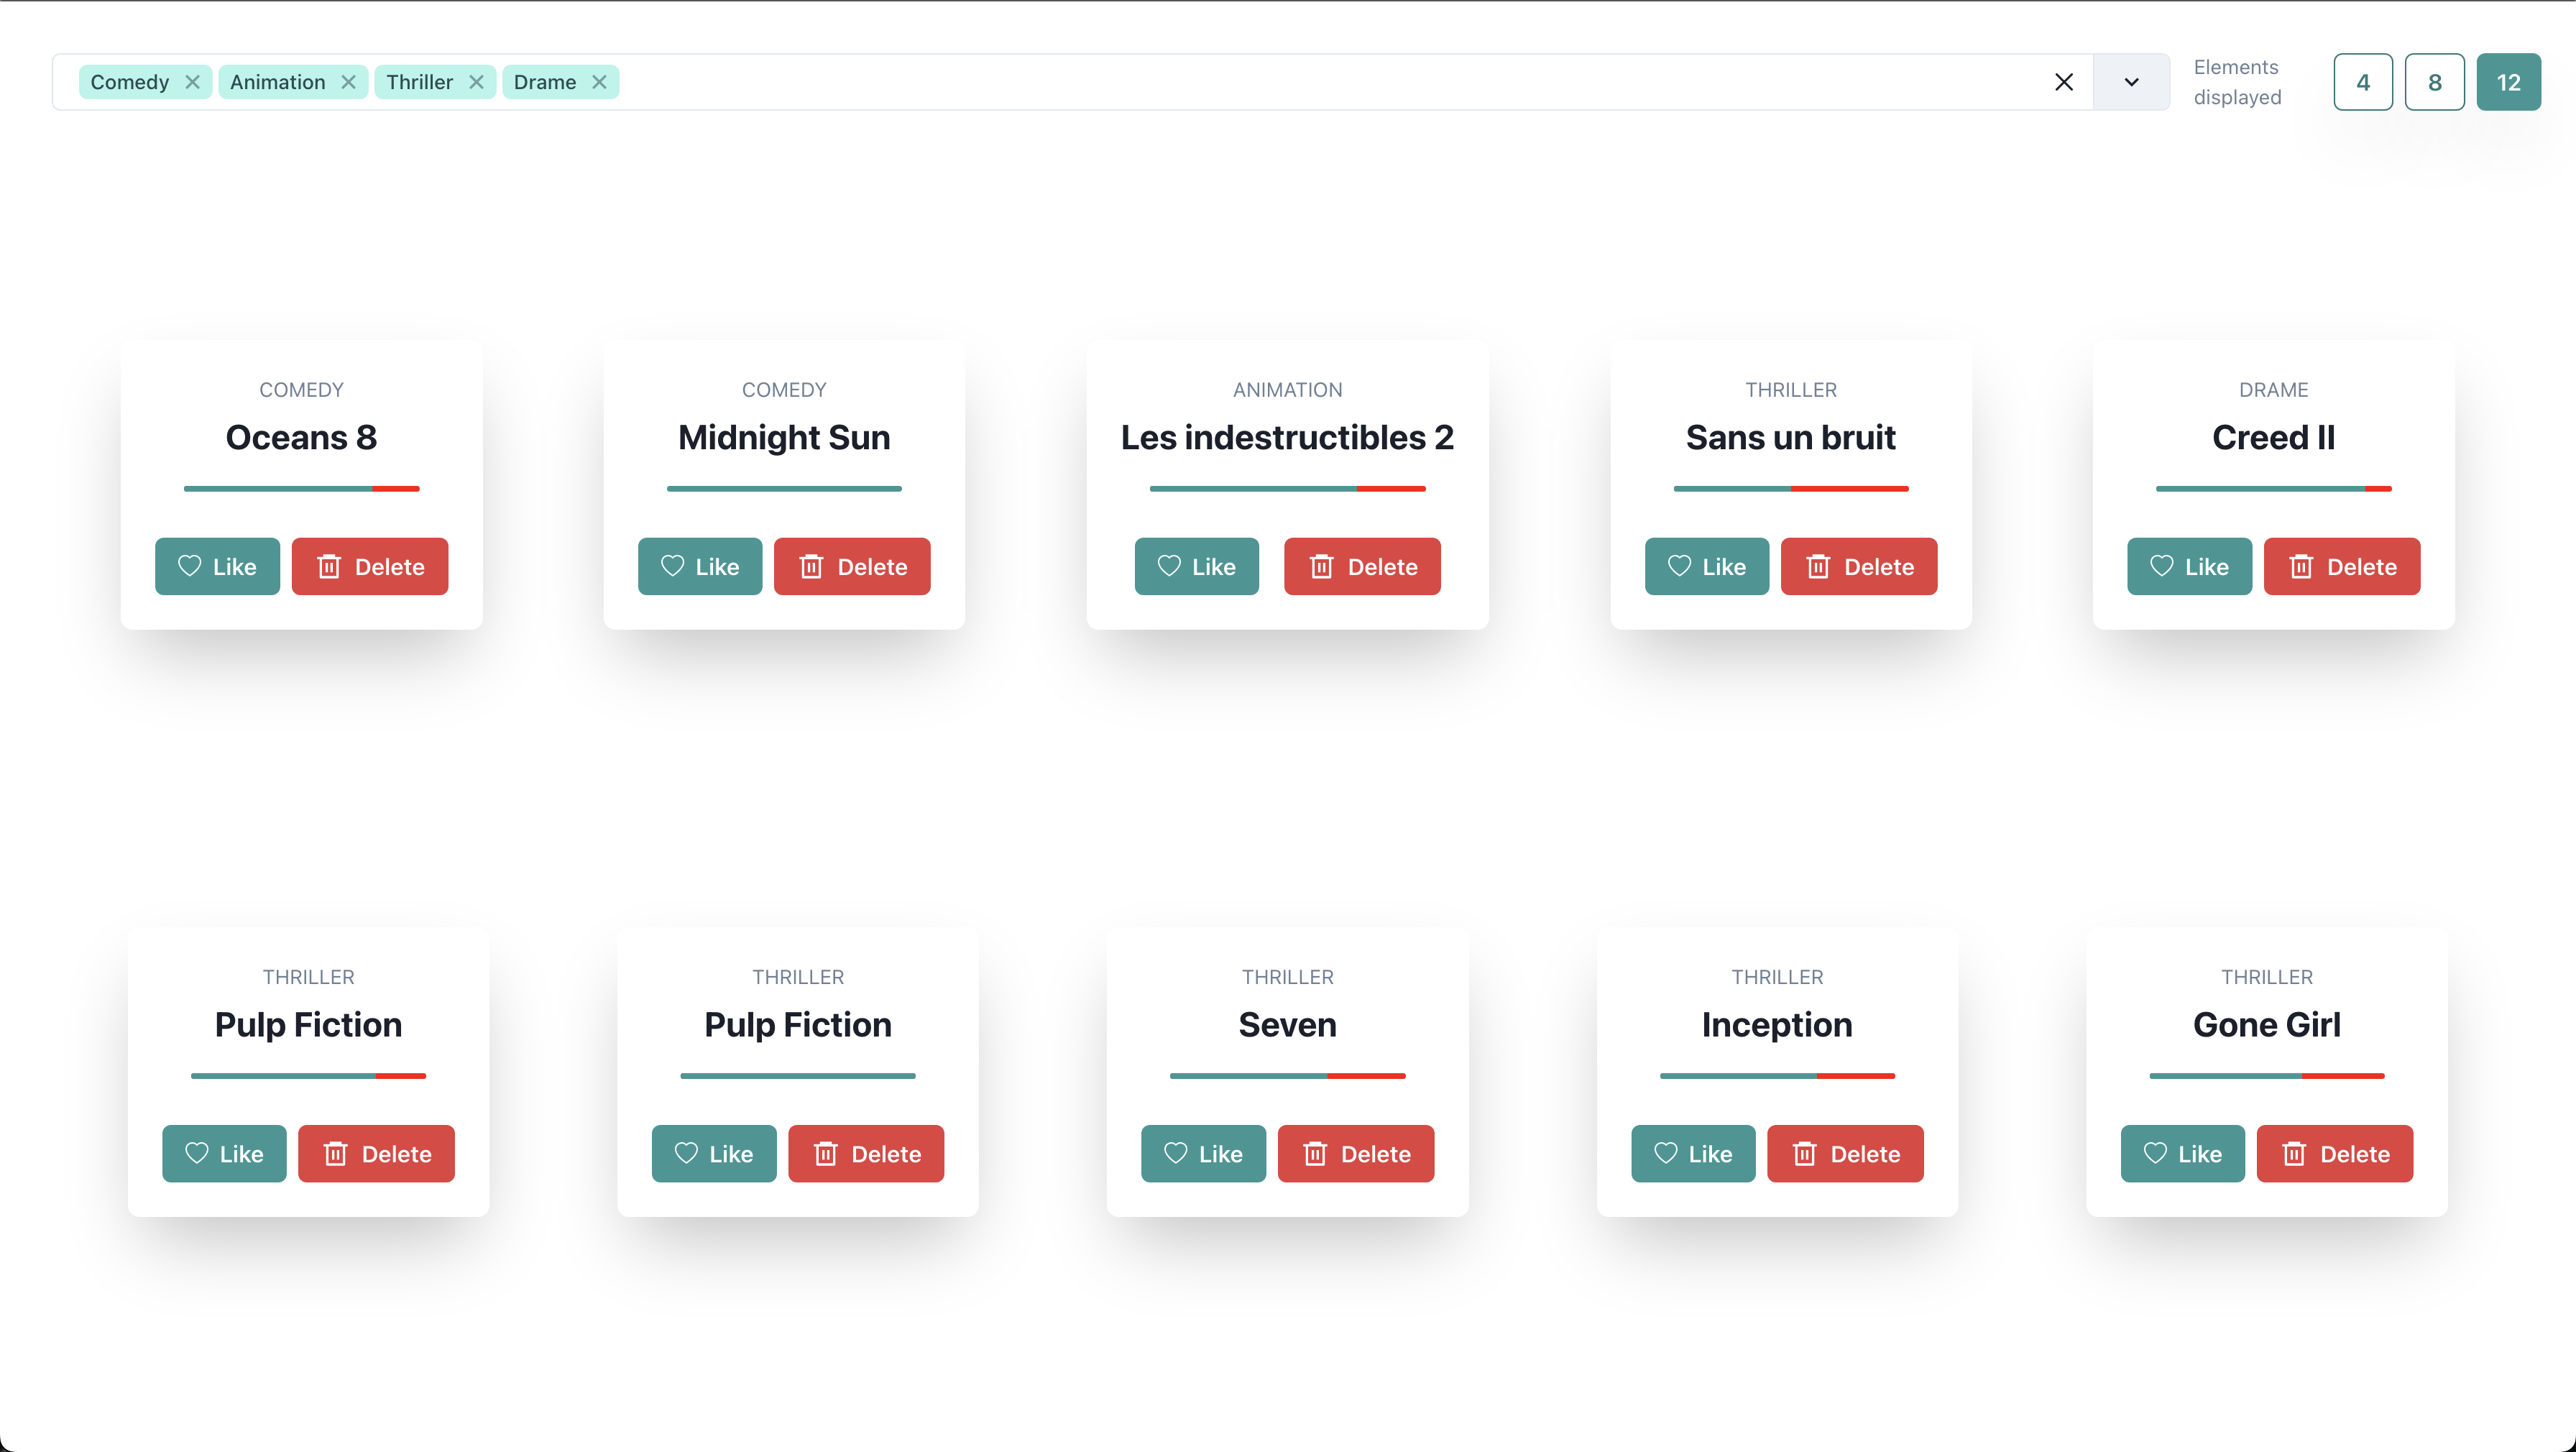 Comedy Animation Thriller Drame
Elements
displayed
4 8 12
COMEDY
Oceans 8
Like Delete
COMEDY
Midnight Sun
Like Delete
ANIMATION
Les indestructibles 2
Like Delete
THRILLER
Sans un bruit
Like Delete
DRAME
Creed II
Like Delete
THRILLER
Pulp Fiction
Like Delete
THRILLER
Pulp Fiction
Like Delete
THRILLER
Seven
Like Delete
THRILLER
Inception
Like Delete
THRILLER
Gone Girl
Like Delete